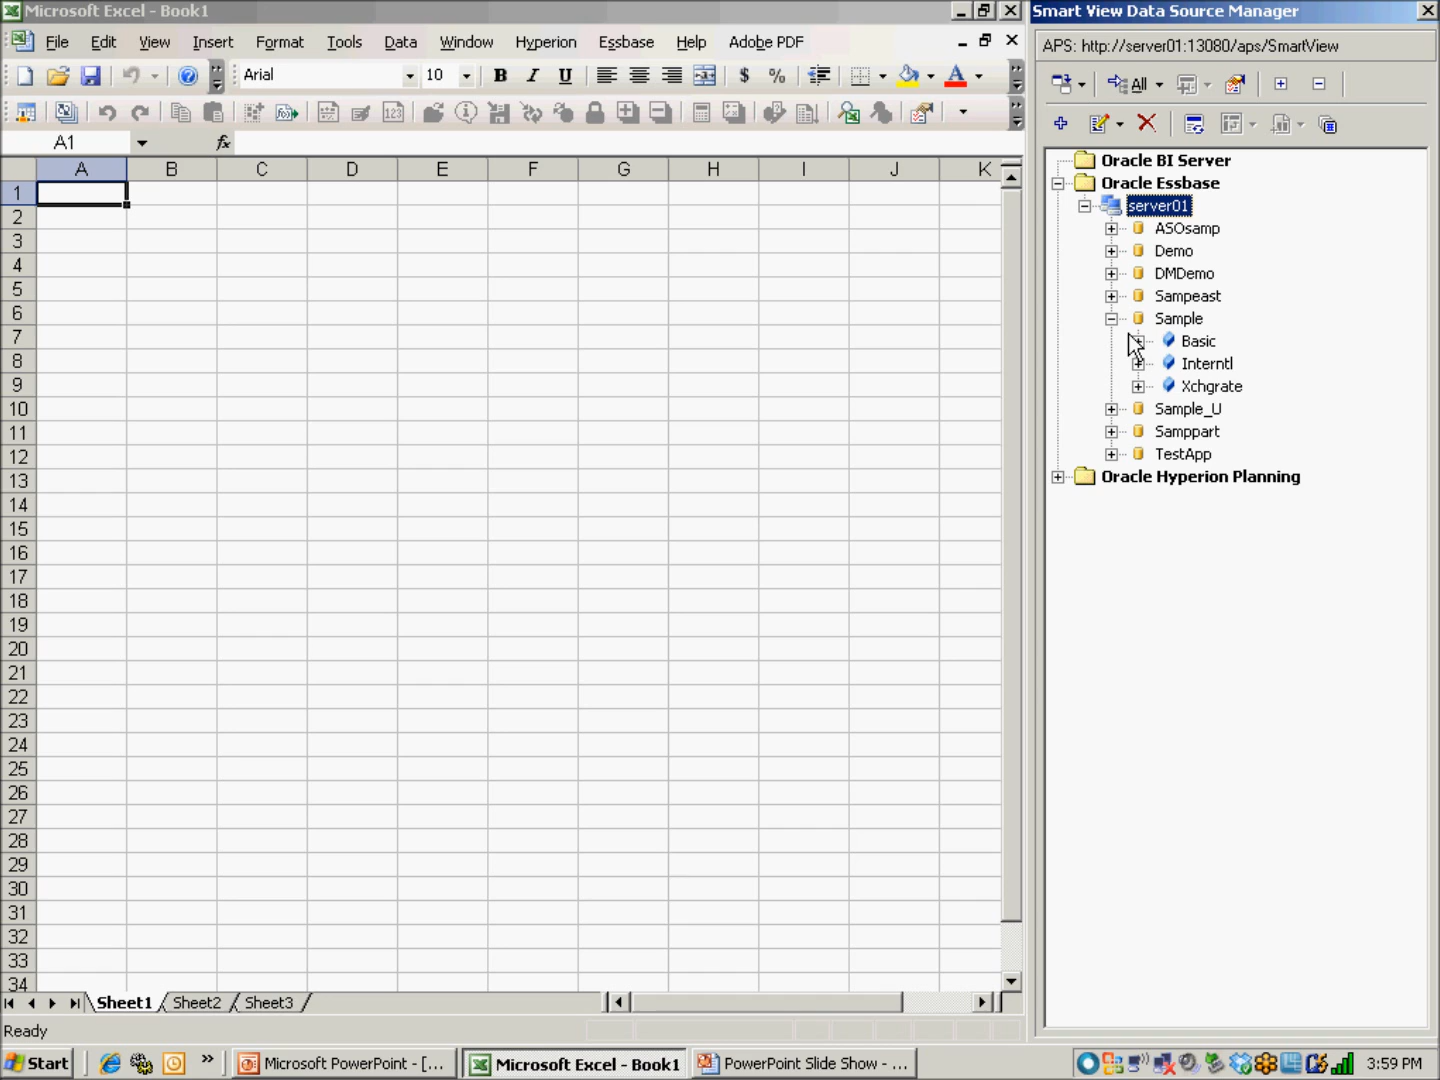 Microsoft Excel - Book1
Smart View Data Source Manager
File Edit View Insert Format Tools Data Window Hyperion Essbase Help Adobe PDF
APS: http://server01:13080/aps/SmartView
Arial 10 B I U $ %
All
A1 fx
A B C D E F G H I J K
1
2
3
4
5
6
7
8
9
10
11
12
13
14
15
16
17
18
19
20
21
22
23
24
25
26
27
28
29
30
31
32
33
34
Oracle BI Server
Oracle Essbase
server01
ASOsamp
Demo
DMDemo
Sampeast
Sample
Basic
Interntl
Xchgrate
Sample_U
Samppart
TestApp
Oracle Hyperion Planning
Sheet1 Sheet2 Sheet3
Ready
Start Microsoft PowerPoint - [... Microsoft Excel - Book1 PowerPoint Slide Show - ... 3:59 PM